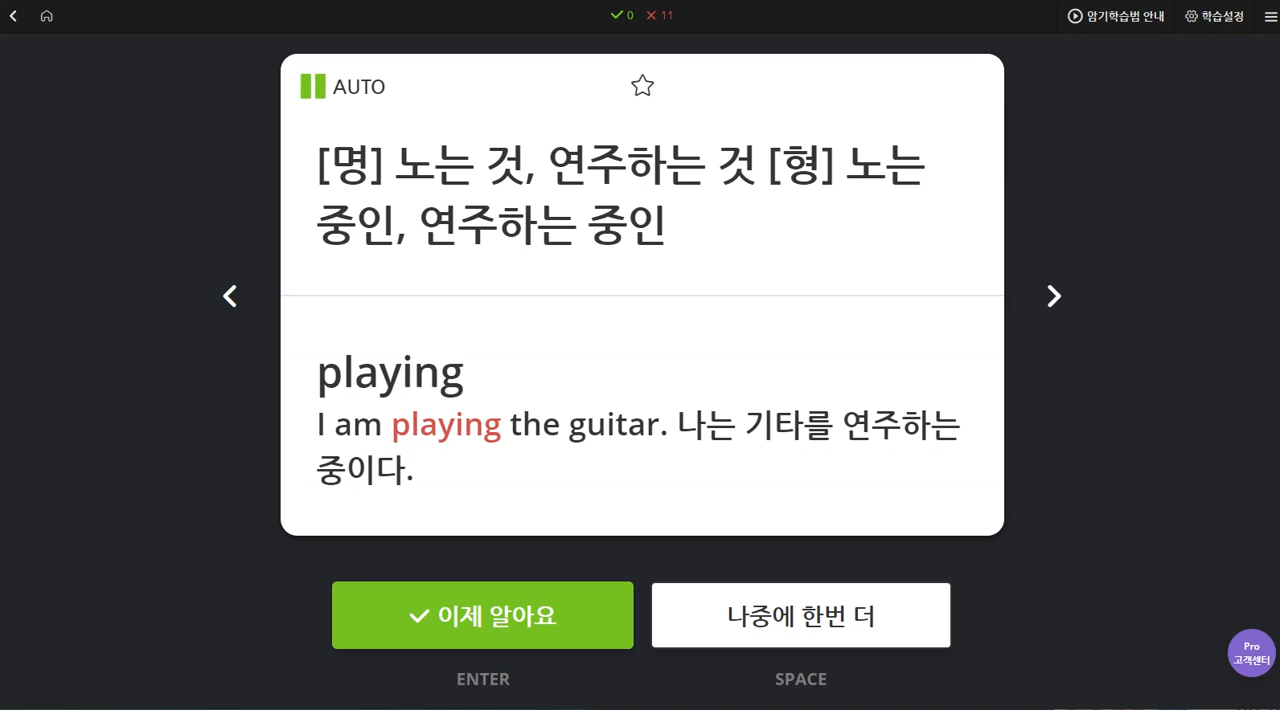 0 11 암기학습법 안내 학습설정
AUTO
[명] 노는 것, 연주하는 것 [형] 노는
중인, 연주하는 중인
playing
I am playing the guitar. 나는 기타를 연주하는
중이다.
이제 알아요 나중에 한번 더
ENTER SPACE
Pro
고객센터